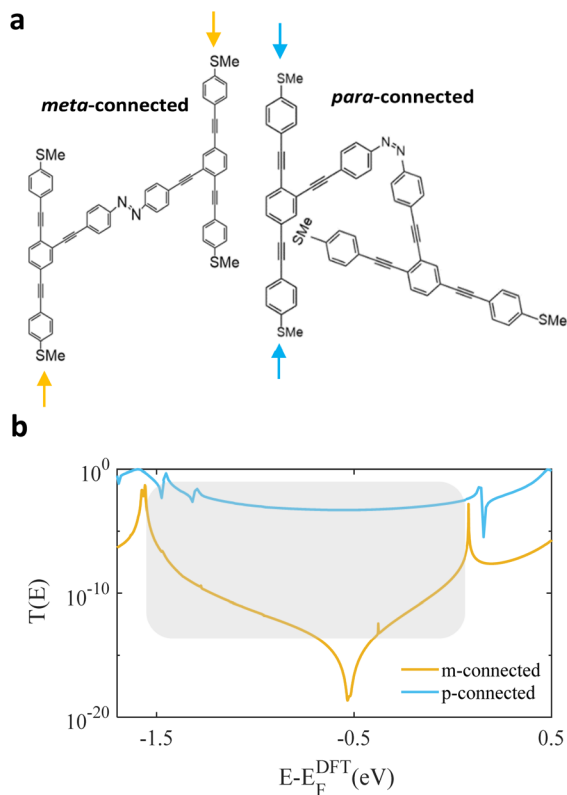 a
meta-connected
para-connected
SMe
SMe
SMe
SMe
SMe
SMe
SMe
SMe
N
N
N
N
b
10^0
10^-10
10^-20
T(E)
-1.5
-0.5
0.5
m-connected
p-connected
E-E_F^DFT(eV)